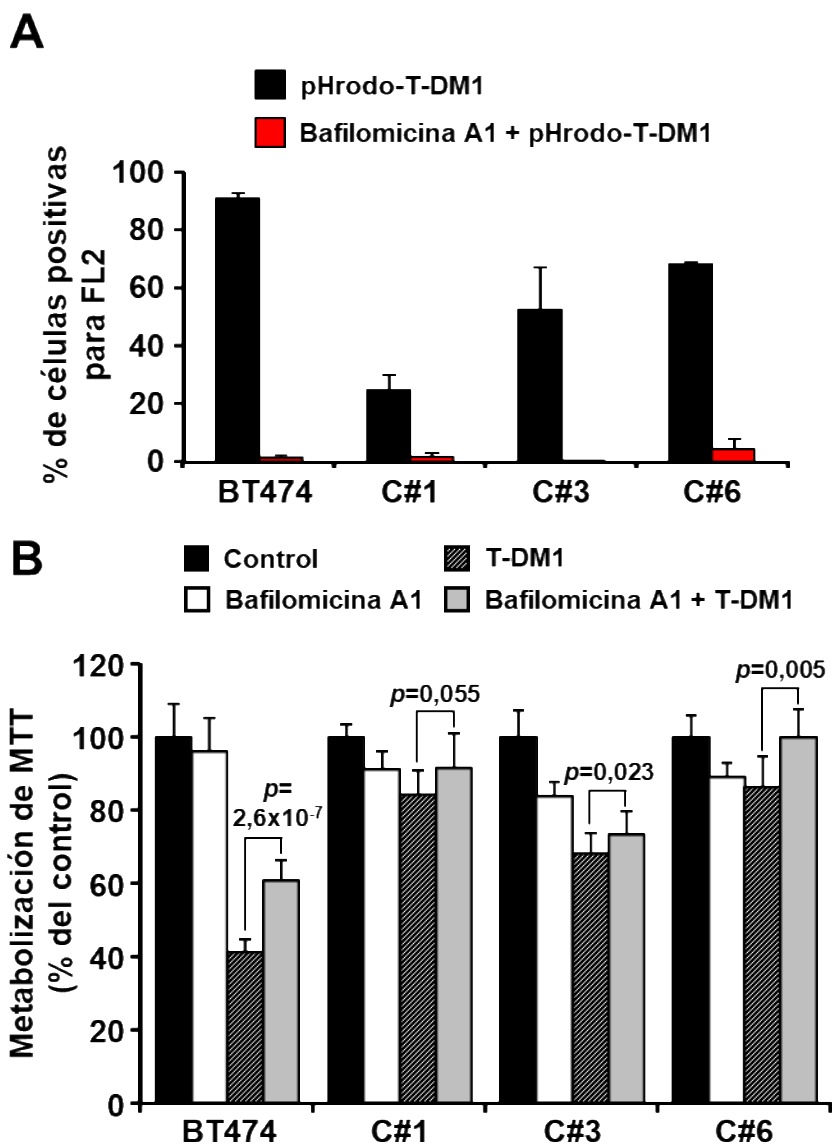 A
pHrodo-T-DM1
Bafilomicina A1 + pHrodo-T-DM1
% de células positivas
para FL2
100
80
60
40
20
0
BT474 C#1 C#3 C#6
B
Control T-DM1
Bafilomicina A1 Bafilomicina A1 + T-DM1
Metabolización de MTT
(% del control)
120
100
80
60
40
20
0
p=
2,6x10⁻⁷
p=0,055
p=0,023
p=0,005
BT474 C#1 C#3 C#6